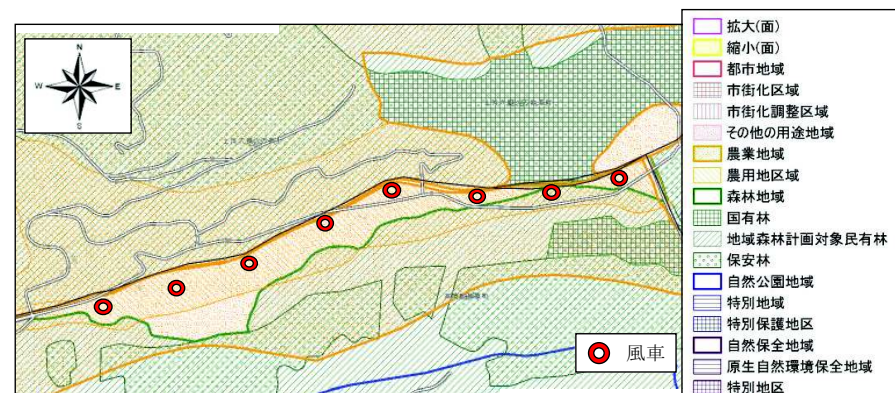 N
W
E
S
風車
拡大(面)
縮小(面)
都市地域
市街化区域
市街化調整区域
その他の用途地域
農業地域
農用地区域
森林地域
国有林
地域森林計画対象民有林
保安林
自然公園地域
特別地域
特別保護地区
自然保全地域
原生自然環境保全地域
特別地区